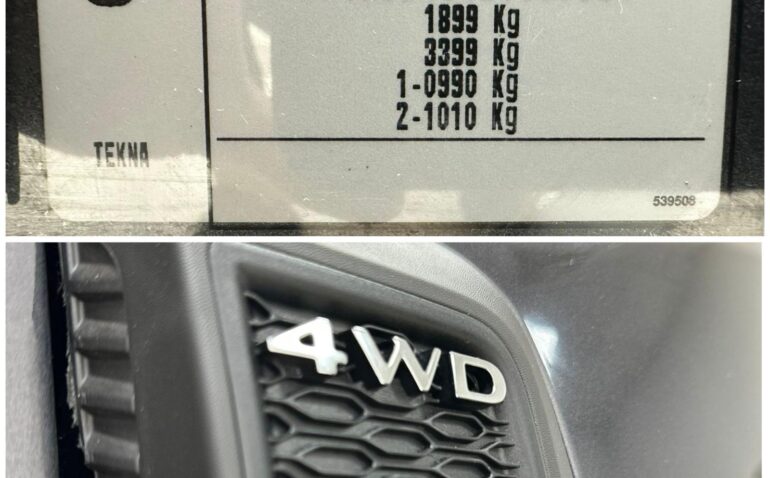 1899 Kg
3399 Kg
1-0990 Kg
2-1010 Kg
TEKNA
539508
4WD